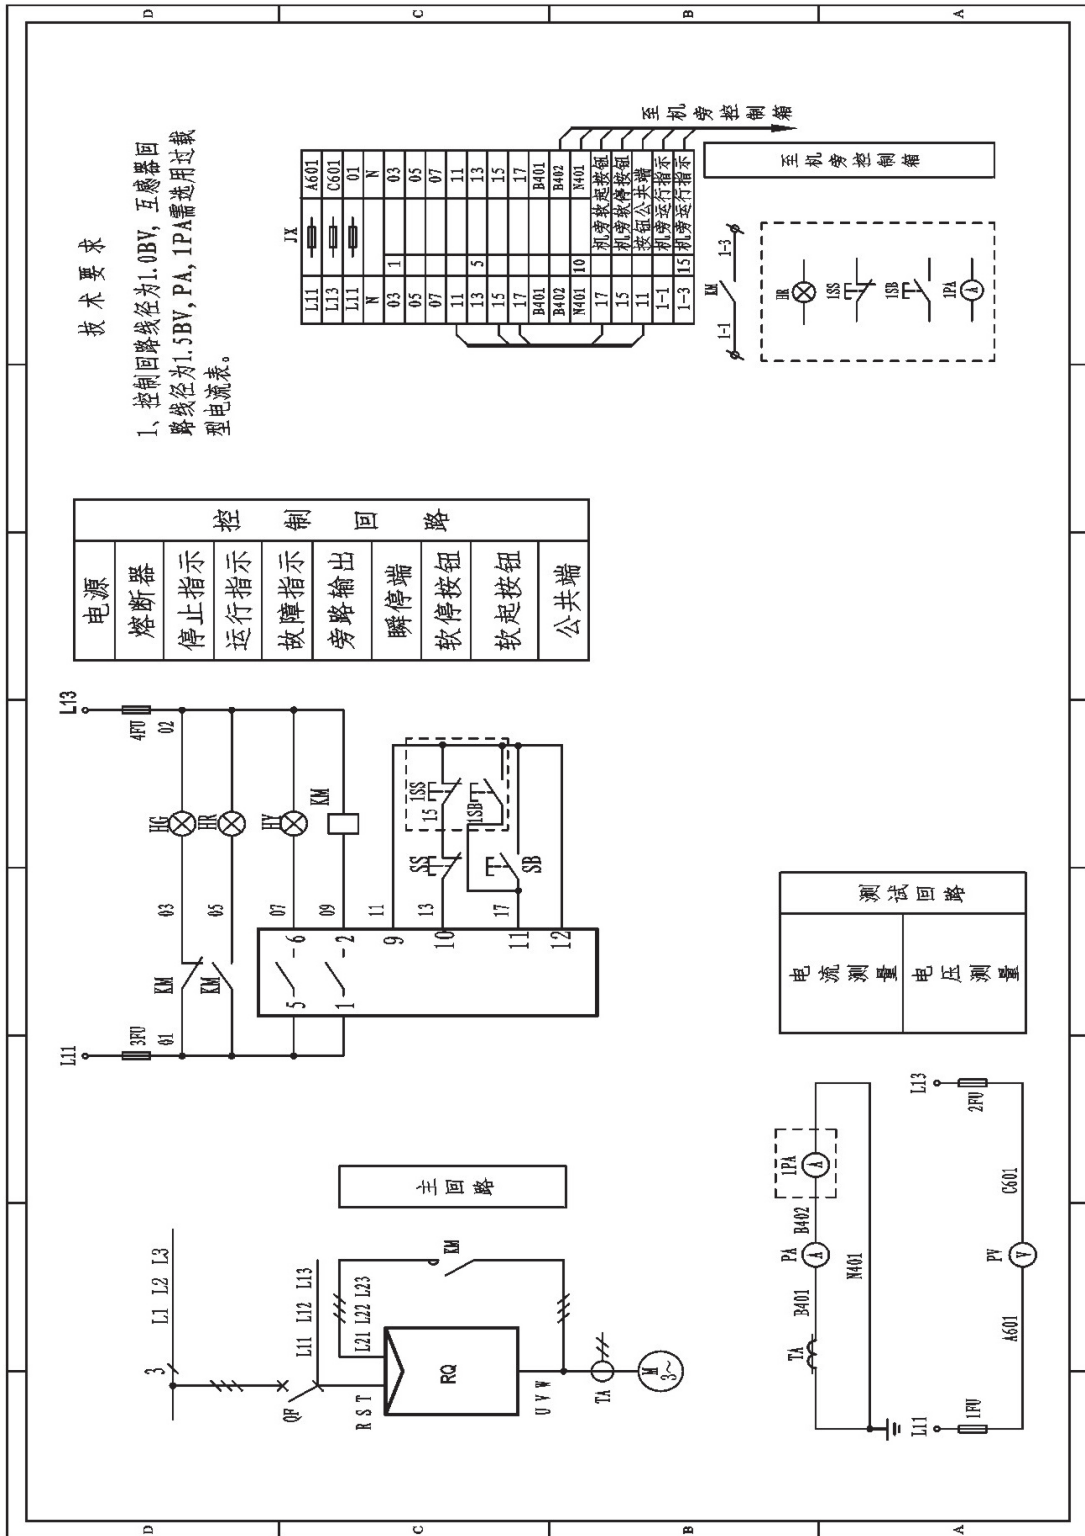 D
C
B
A
技术要求
1、控制回路线径为1.0BV, 互感器回
路线径为1.5BV, PA, 1PA需选用过载
型电流表。
L1 L2 L3
3
QF
L11 L12 L13
R S T
L21 L22 L23
RQ
KM
U V W
TA
M
3~
主回路
L11
L13
3FU
4FU
01
02
KM
03
HG
KM
05
HR
5
6
07
HY
1
2
09
KM
9
11
10
13
SS
15
1SS
11
17
SB
1SB
12
电源
熔断器
停止指示
运行指示
故障指示
旁路输出
瞬停端
软停按钮
软起按钮
公共端
控制回路
JX
L11 A601
L13 C601
L11 01
N N
03 1 03
05 05
07 07
11 11
13 5 13
15 15
17 17
B401 B401
B402 B402
N401 10 N401
17 机旁软起按钮
15 机旁软停按钮
11 按钮公共端
1-1 机旁运行指示
1-3 15 机旁运行指示
至机旁控制箱
KM
1-1 1-3
至机旁控制箱
HR
1SS
1SB
1PA
A
TA
B401
PA
A
B402
1PA
A
N401
L11
L13
1FU
2FU
A601
PV
V
C601
电流测量
电压测量
测试回路
D
C
B
A